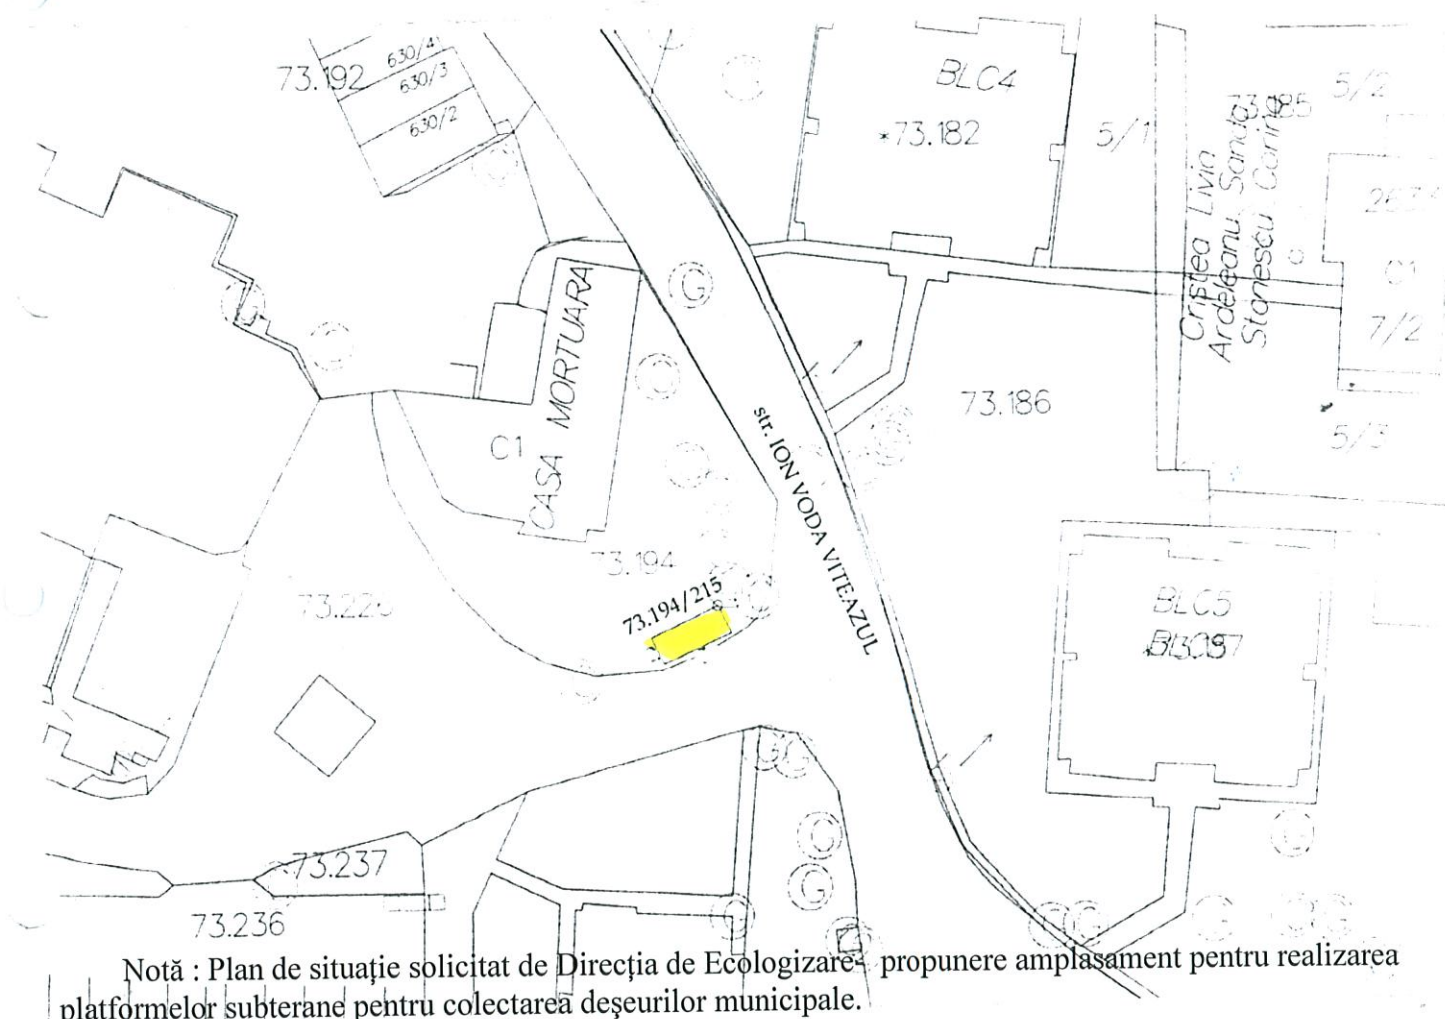 630/4
73.192
630/3
630/2
BLC4
*73.182
5/1
5/2
Cristea Livia
Ardeleanu Sanda
Stanescu Corina
C1
7/2
5/3
G
CASA MORTUARA
C1
73.186
str. ION VODA VITEAZUL
73.194
73.194/215
BLC5
G
G
G
G
G
73.237
73.236
Notă : Plan de situație solicitat de Direcția de Ecologizare- propunere amplasament pentru realizarea
platformelor subterane pentru colectarea deșeurilor municipale.